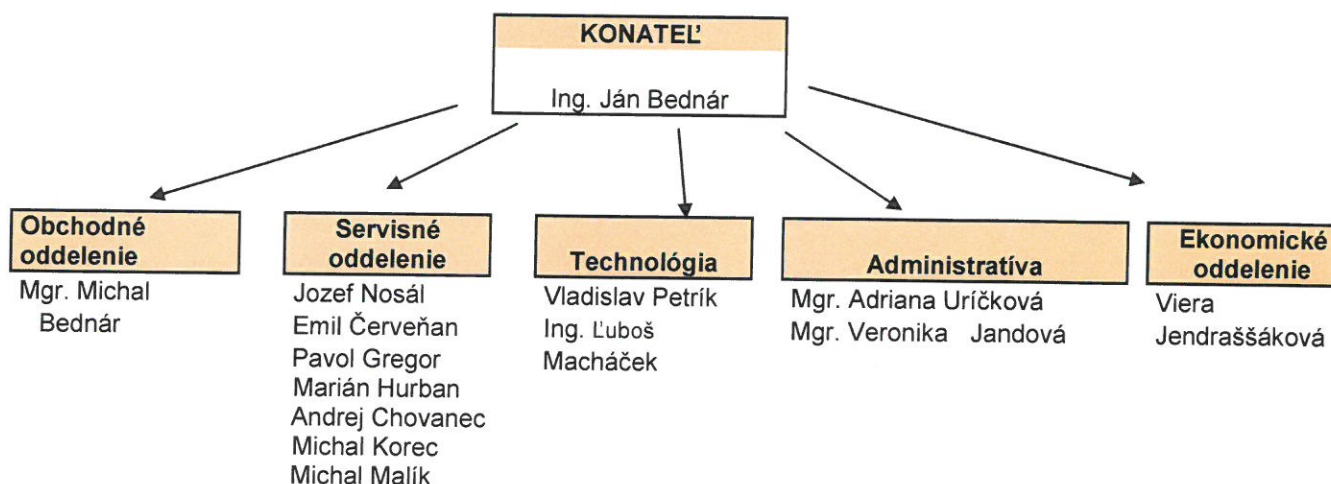 KONATEĽ
Ing. Ján Bednár
Obchodné
oddelenie
Mgr. Michal
Bednár
Servisné
oddelenie
Jozef Nosál
Emil Červeňan
Pavol Gregor
Marián Hurban
Andrej Chovanec
Michal Korec
Michal Malík
Technológia
Vladislav Petrík
Ing. Ľuboš
Macháček
Administratíva
Mgr. Adriana Uríčková
Mgr. Veronika Jandová
Ekonomické
oddelenie
Viera
Jendraššáková